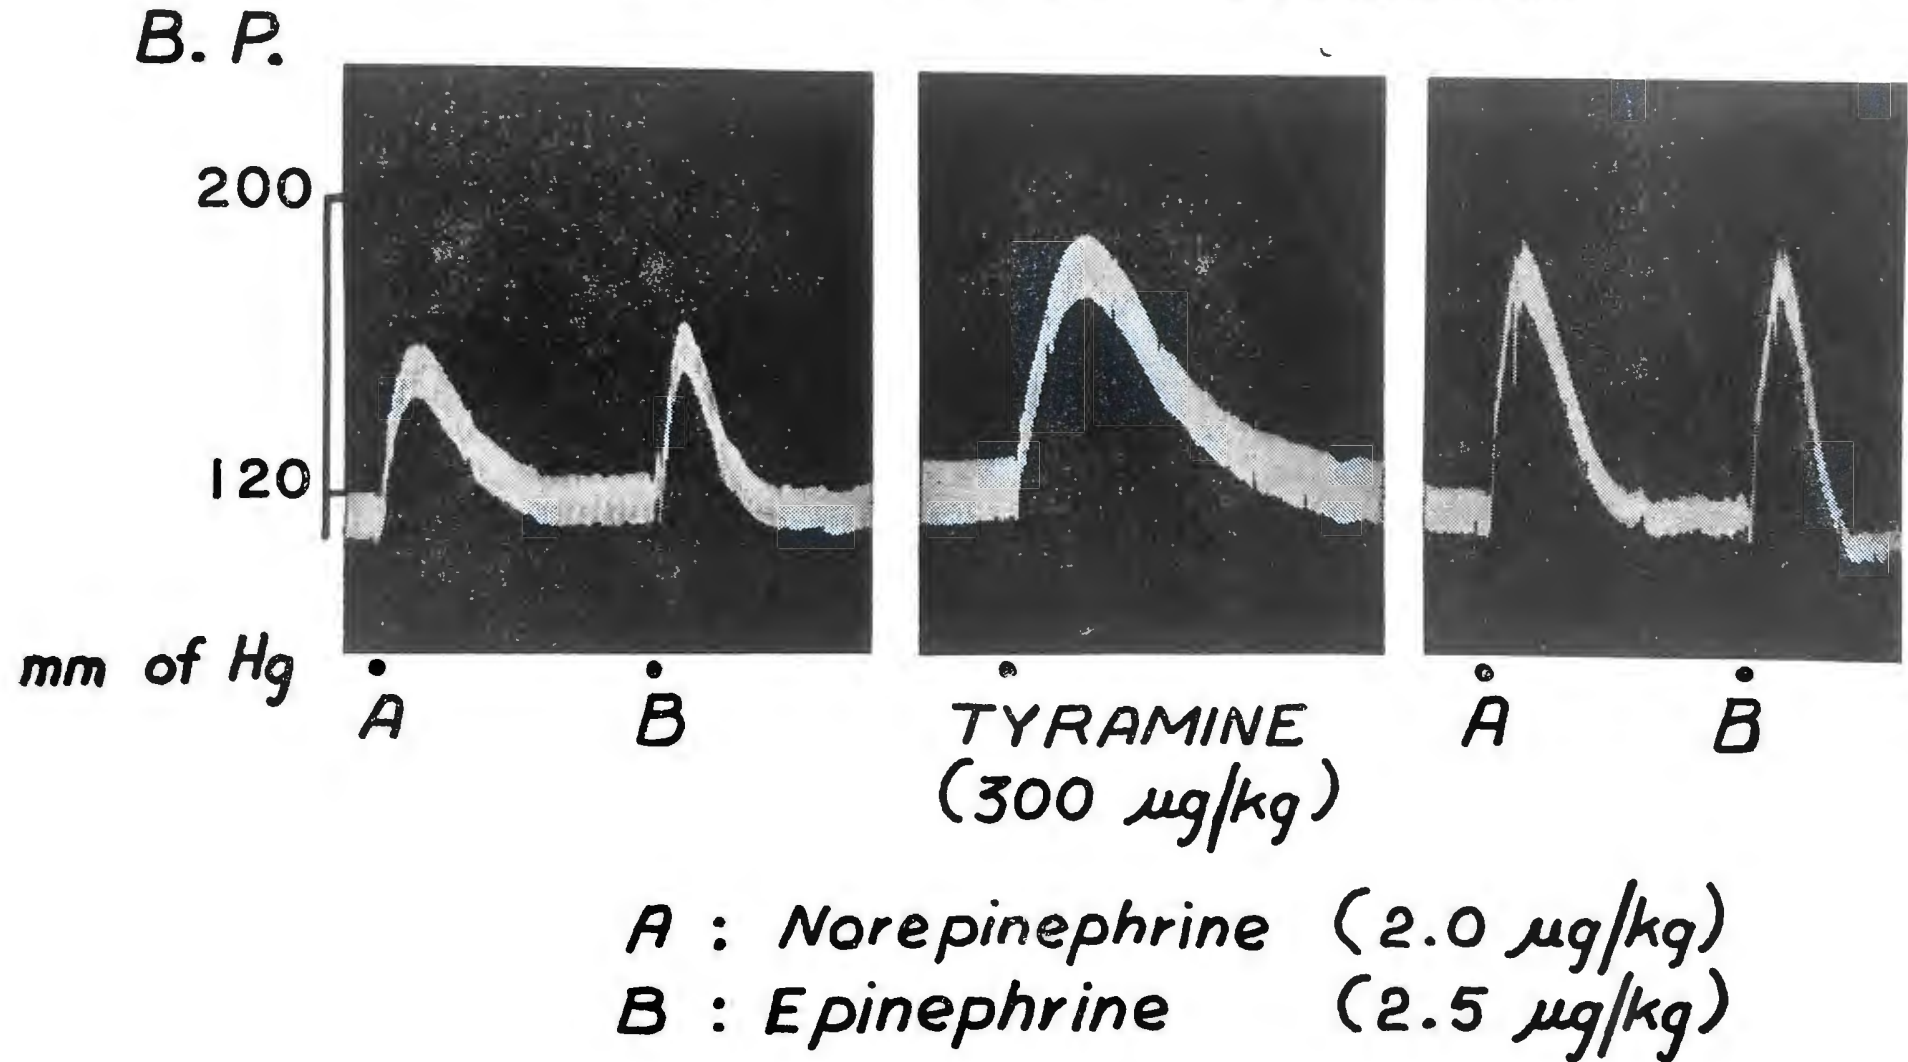 B. P.
200
120
mm of Hg
A B TYRAMINE A B
(300 µg/kg)
A : Norepinephrine (2.0 µg/kg)
B : Epinephrine (2.5 µg/kg)